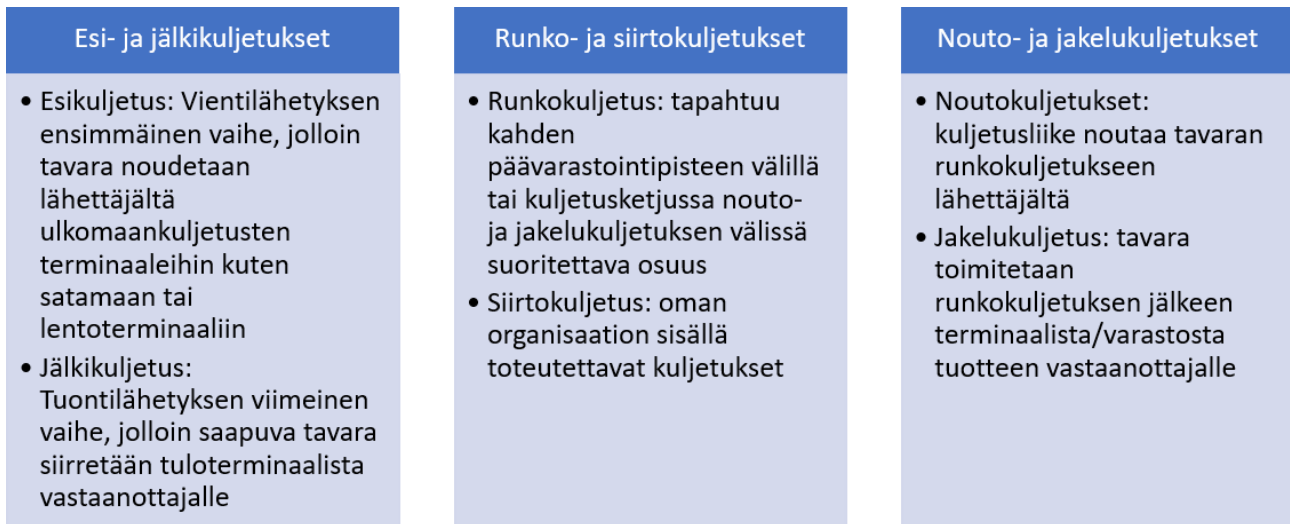 Esi- ja jälkikuljetukset
• Esikuljetus: Vientilähetyksen
ensimmäinen vaihe, jolloin
tavara noudetaan
lähettäjältä
ulkomaankuljetusten
terminaaleihin kuten
satamaan tai
lentoterminaaliin
• Jälkikuljetus:
Tuontilähetyksen viimeinen
vaihe, jolloin saapuva tavara
siirretään tuloterminaalista
vastaanottajalle
Runko- ja siirtokuljetukset
• Runkokuljetus: tapahtuu
kahden
päävarastointipisteen välillä
tai kuljetusketjussa nouto-
ja jakelukuljetuksen välissä
suoritettava osuus
• Siirtokuljetus: oman
organisaation sisällä
toteutettavat kuljetukset
Nouto- ja jakelukuljetukset
• Noutokuljetukset:
kuljetusliike noutaa tavaran
runkokuljetukseen
lähettäjältä
• Jakelukuljetus: tavara
toimitetaan
runkokuljetuksen jälkeen
terminaalista/varastosta
tuotteen vastaanottajalle